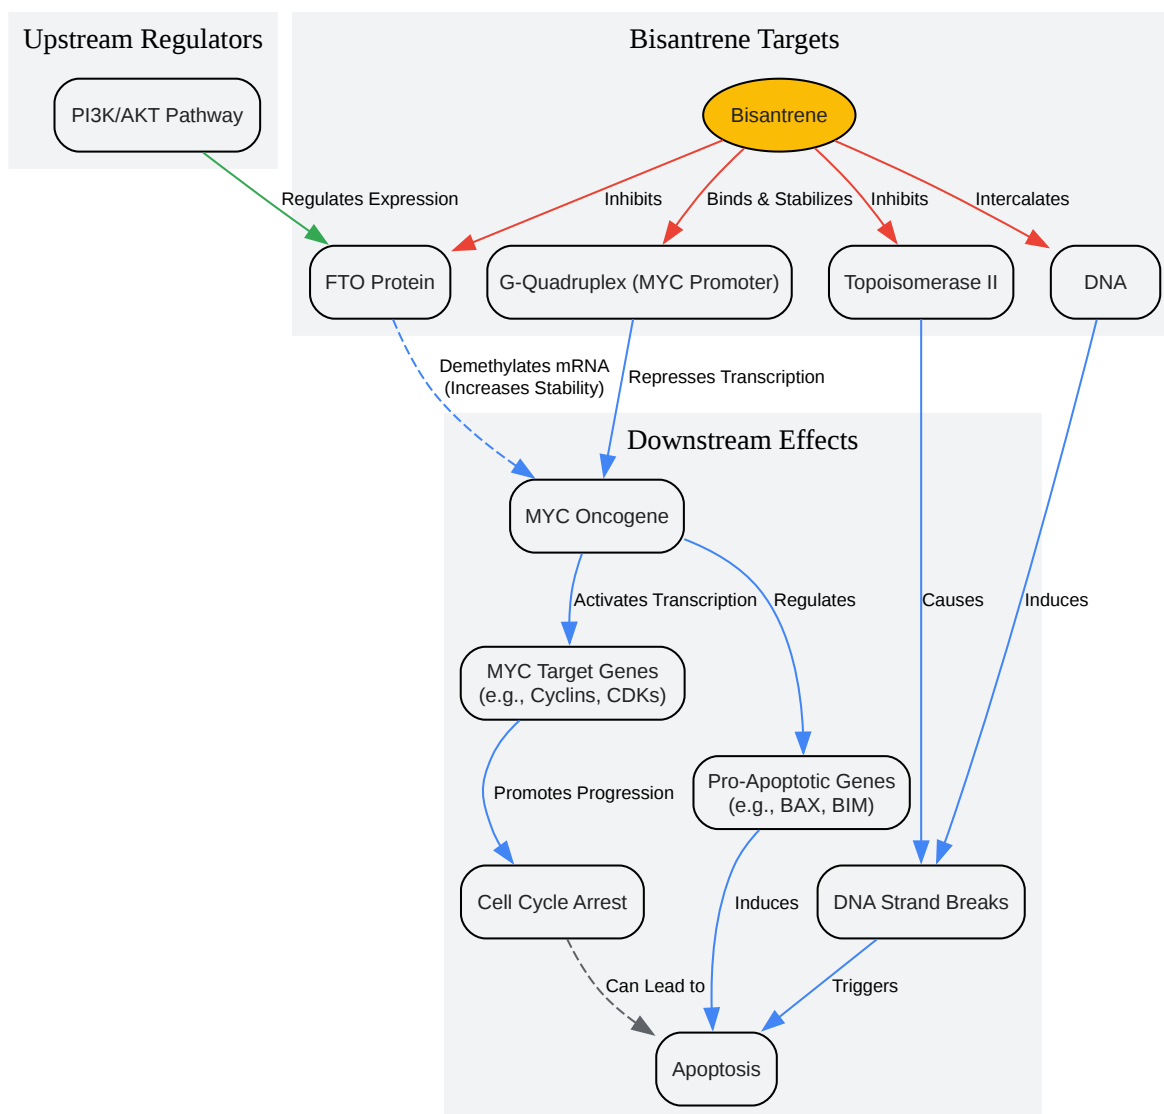 Upstream Regulators
Bisantrene Targets
PI3K/AKT Pathway
Bisantrene
Regulates Expression
Inhibits
Binds & Stabilizes
Inhibits
Intercalates
FTO Protein
G-Quadruplex (MYC Promoter)
Topoisomerase II
DNA
Demethylates mRNA
(Increases Stability)
Represses Transcription
Downstream Effects
MYC Oncogene
Activates Transcription
Regulates
Causes
Induces
MYC Target Genes
(e.g., Cyclins, CDKs)
Pro-Apoptotic Genes
(e.g., BAX, BIM)
Promotes Progression
Cell Cycle Arrest
Induces
DNA Strand Breaks
Can Lead to
Triggers
Apoptosis